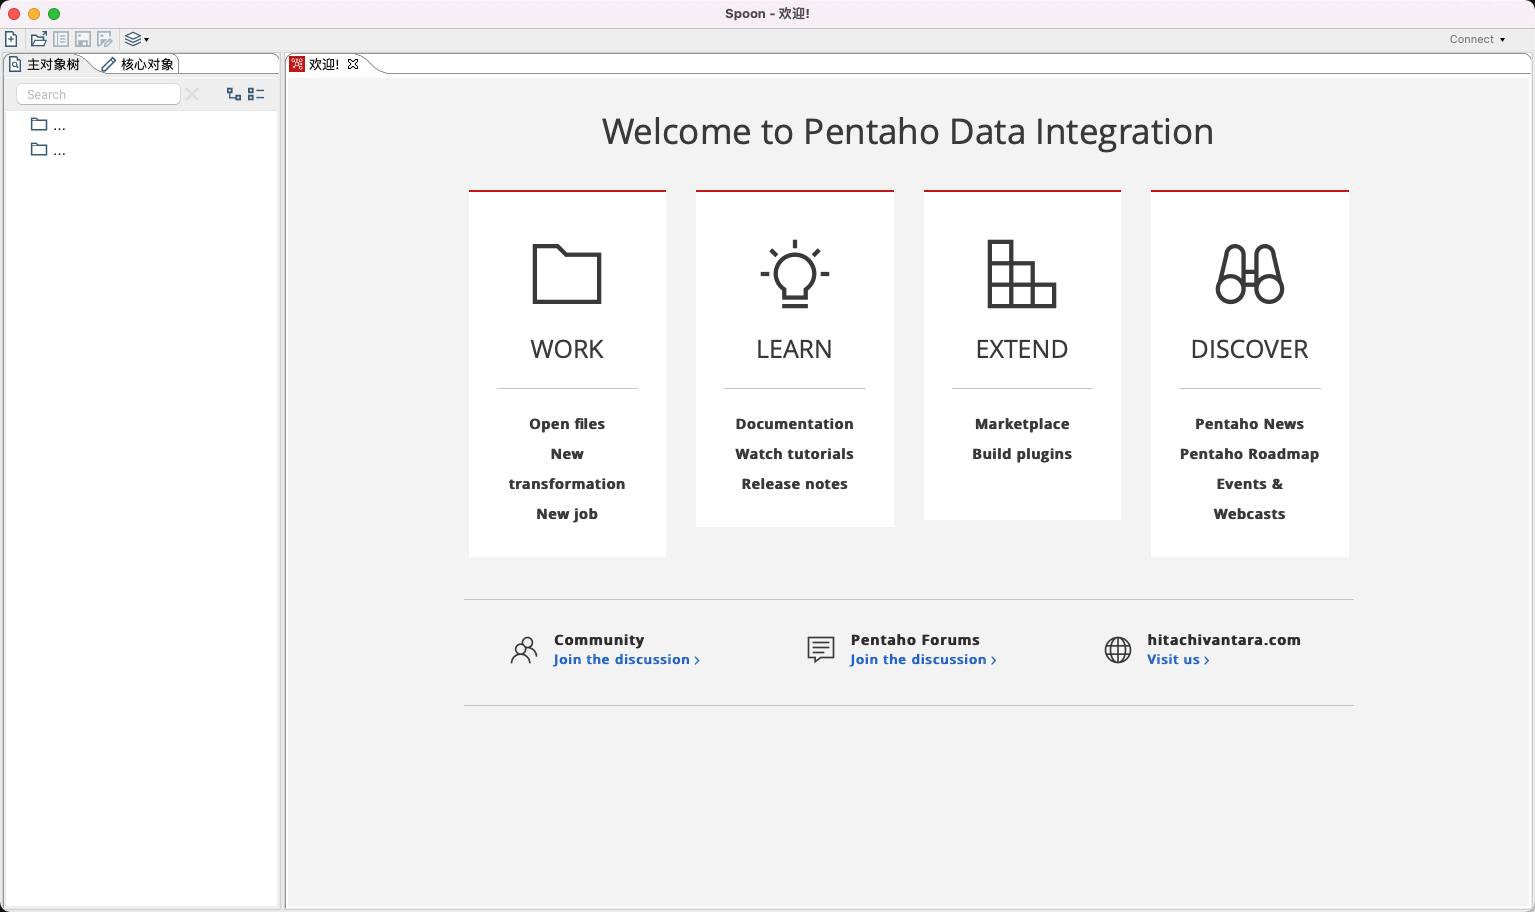 Spoon - 欢迎!
Connect
主对象树 核心对象
欢迎!
Search
...
...
Welcome to Pentaho Data Integration
WORK
Open files
New
transformation
New job
LEARN
Documentation
Watch tutorials
Release notes
EXTEND
Marketplace
Build plugins
DISCOVER
Pentaho News
Pentaho Roadmap
Events &
Webcasts
Community
Join the discussion ›
Pentaho Forums
Join the discussion ›
hitachivantara.com
Visit us ›